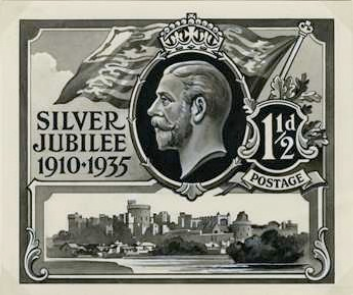 SILVER
JUBILEE
1910·1935
1½d
POSTAGE